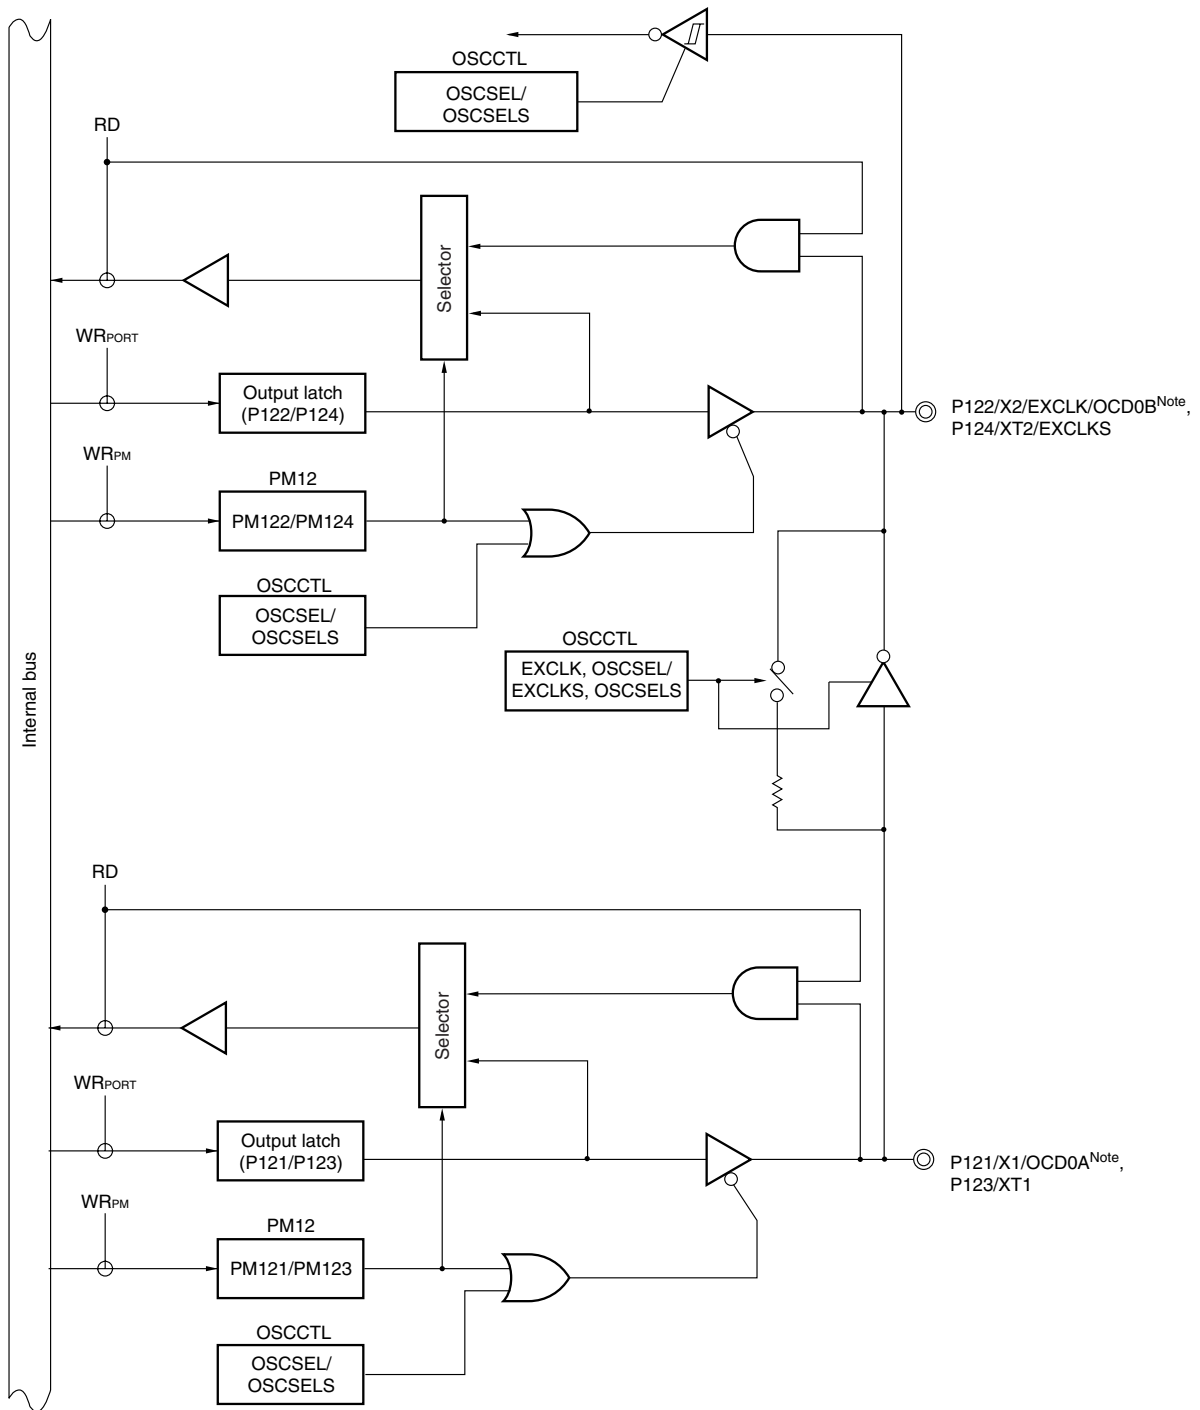 OSCCTL
OSCSEL/
OSCSELS
RD
Selector
WRPORT
Output latch
(P122/P124)
P122/X2/EXCLK/OCD0BNote,
P124/XT2/EXCLKS
WRPM
PM12
PM122/PM124
OSCCTL
OSCSEL/
OSCSELS
OSCCTL
EXCLK, OSCSEL/
EXCLKS, OSCSELS
Internal bus
RD
Selector
WRPORT
Output latch
(P121/P123)
P121/X1/OCD0ANote,
P123/XT1
WRPM
PM12
PM121/PM123
OSCCTL
OSCSEL/
OSCSELS